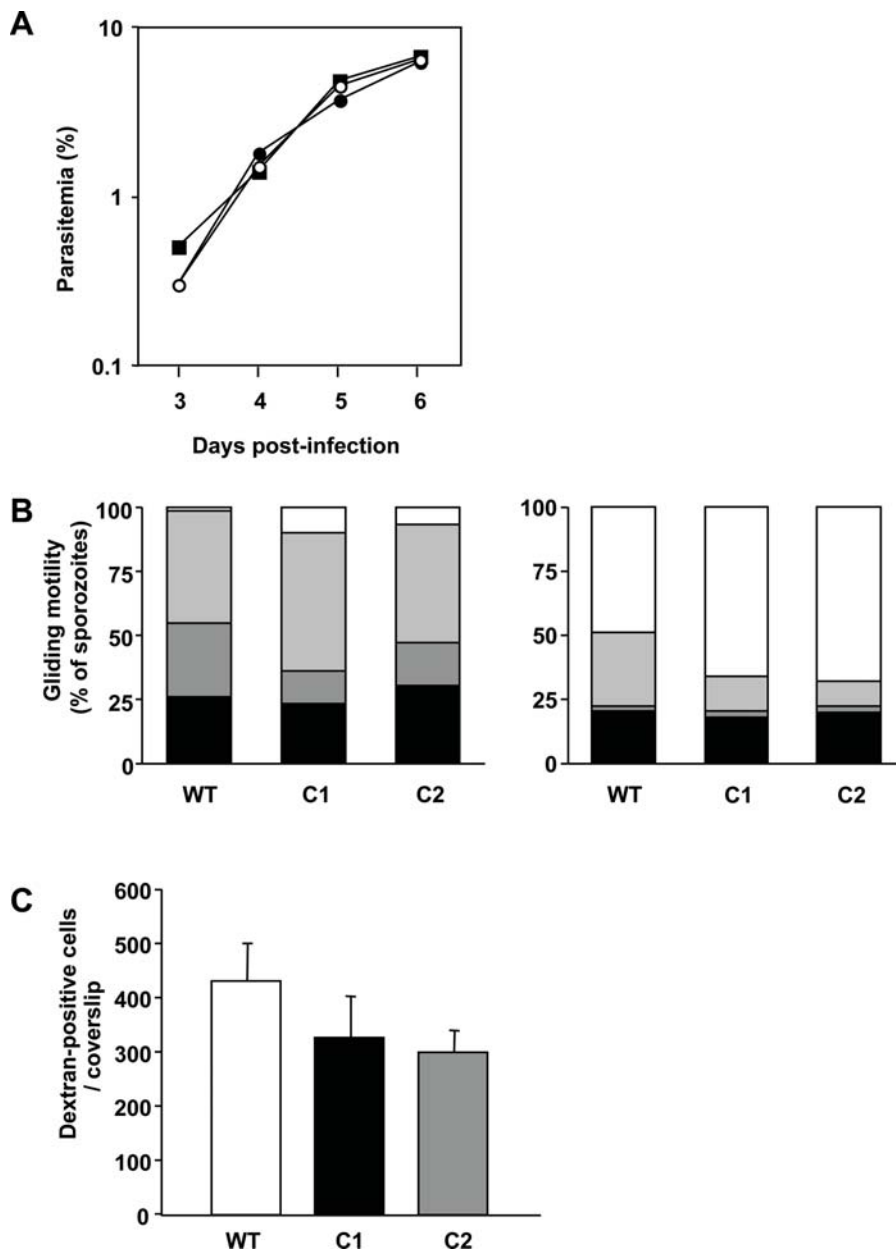 A
10
1
0.1
Parasitemia (%)
3 4 5 6
Days post-infection
B
Gliding motility
(% of sporozoites)
100
75
50
25
0
WT C1 C2
100
75
50
25
0
WT C1 C2
C
Dextran-positive cells
/ coverslip
600
500
400
300
200
100
0
WT C1 C2